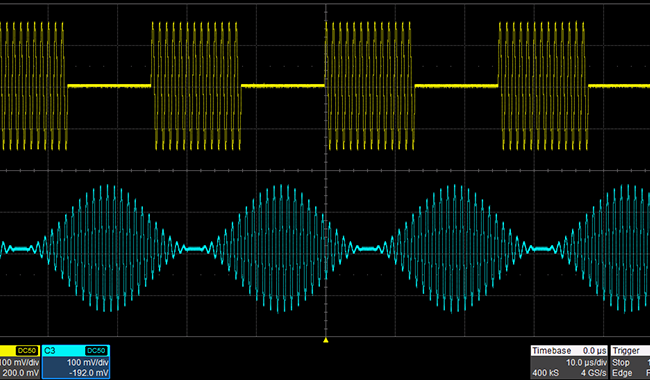 DC50
100 mV/div
200.0 mV
C3 DC50
100 mV/div
-192.0 mV
Timebase 0.0 µs
10.0 µs/div
400 kS 4 GS/s
Trigger
Stop
Edge